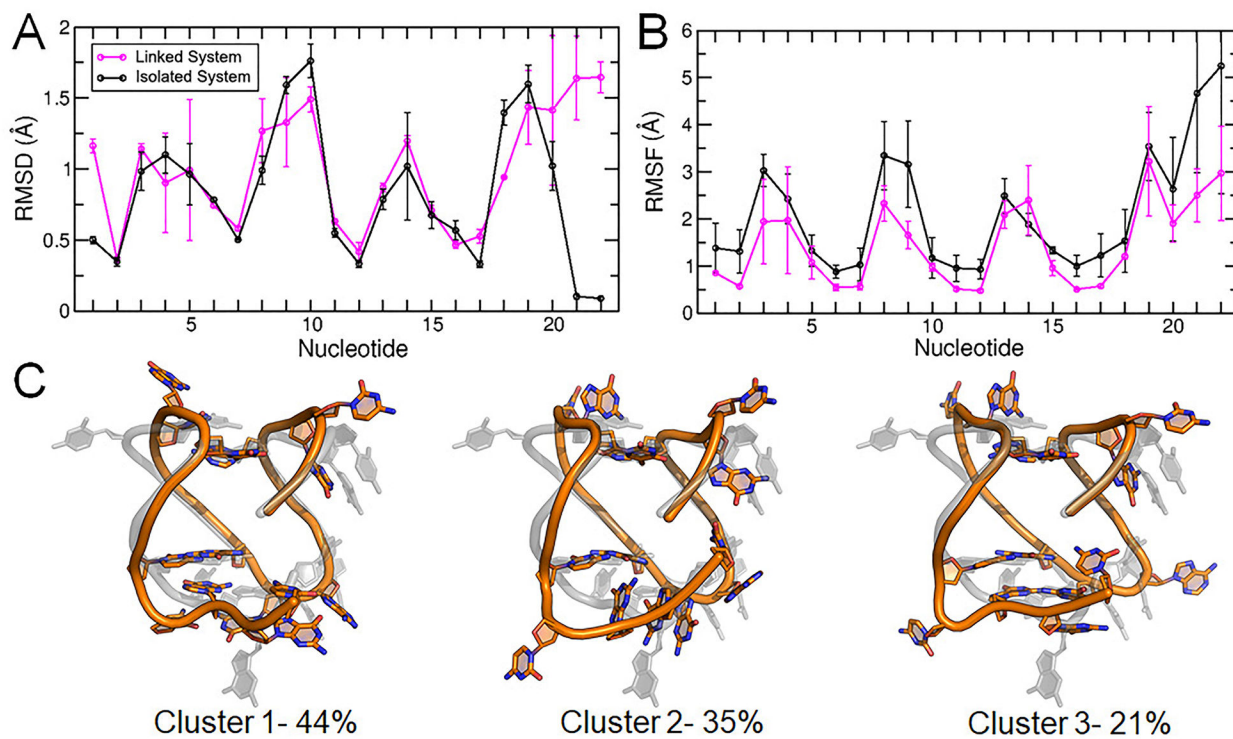 A
B
2
1.5
1
0.5
0
RMSD (Å)
Linked System
Isolated System
5
10
15
20
Nucleotide
6
5
4
3
2
1
0
RMSF (Å)
5
10
15
20
Nucleotide
C
Cluster 1- 44%
Cluster 2- 35%
Cluster 3- 21%